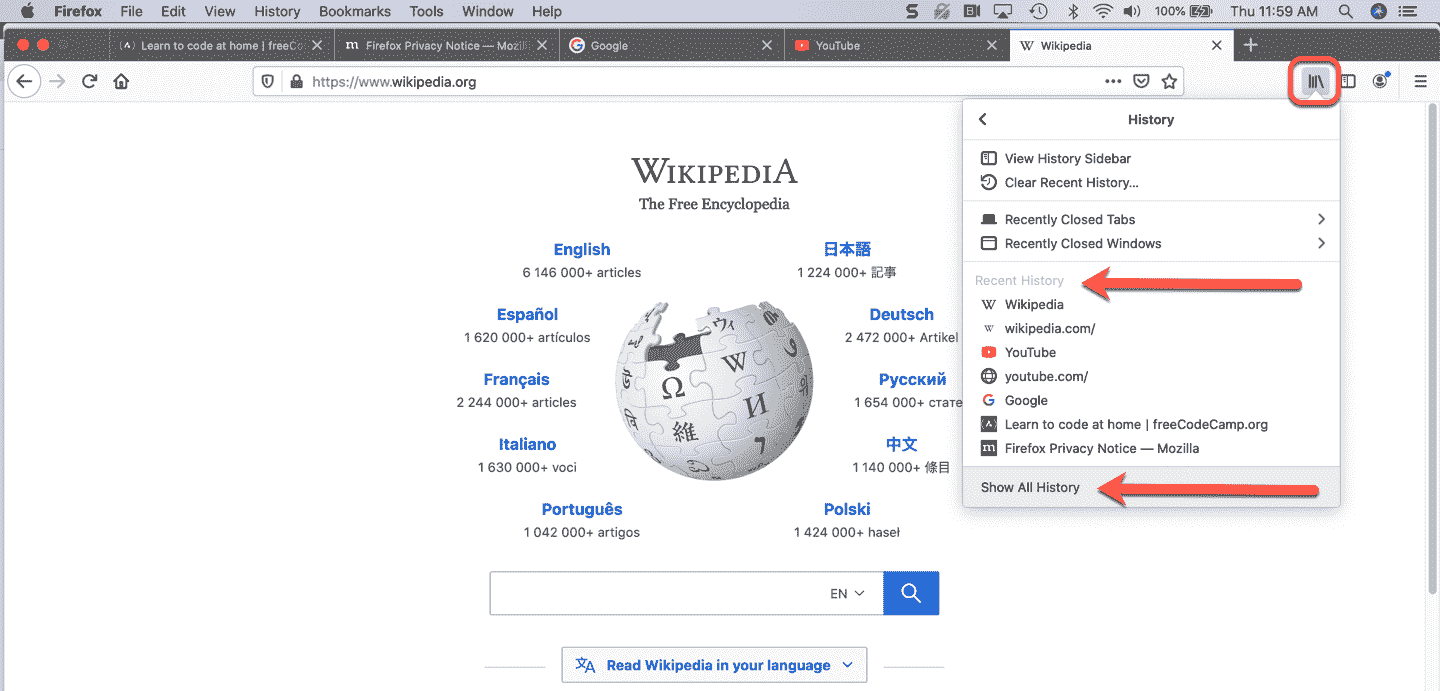 Firefox File Edit View History Bookmarks Tools Window Help 100% Thu 11:59 AM
Learn to code at home | freeCo
Firefox Privacy Notice — Mozil
Google
YouTube
Wikipedia
https://www.wikipedia.org
WIKIPEDIA
The Free Encyclopedia
English
6 146 000+ articles
日本語
1 224 000+ 記事
Español
1 620 000+ artículos
Deutsch
2 472 000+ Artikel
Français
2 244 000+ articles
Русский
1 654 000+ стате
Italiano
1 630 000+ voci
中文
1 140 000+ 條目
Português
1 042 000+ artigos
Polski
1 424 000+ haseł
EN
Read Wikipedia in your language
History
View History Sidebar
Clear Recent History...
Recently Closed Tabs
Recently Closed Windows
Recent History
Wikipedia
wikipedia.com/
YouTube
youtube.com/
Google
Learn to code at home | freeCodeCamp.org
Firefox Privacy Notice — Mozilla
Show All History